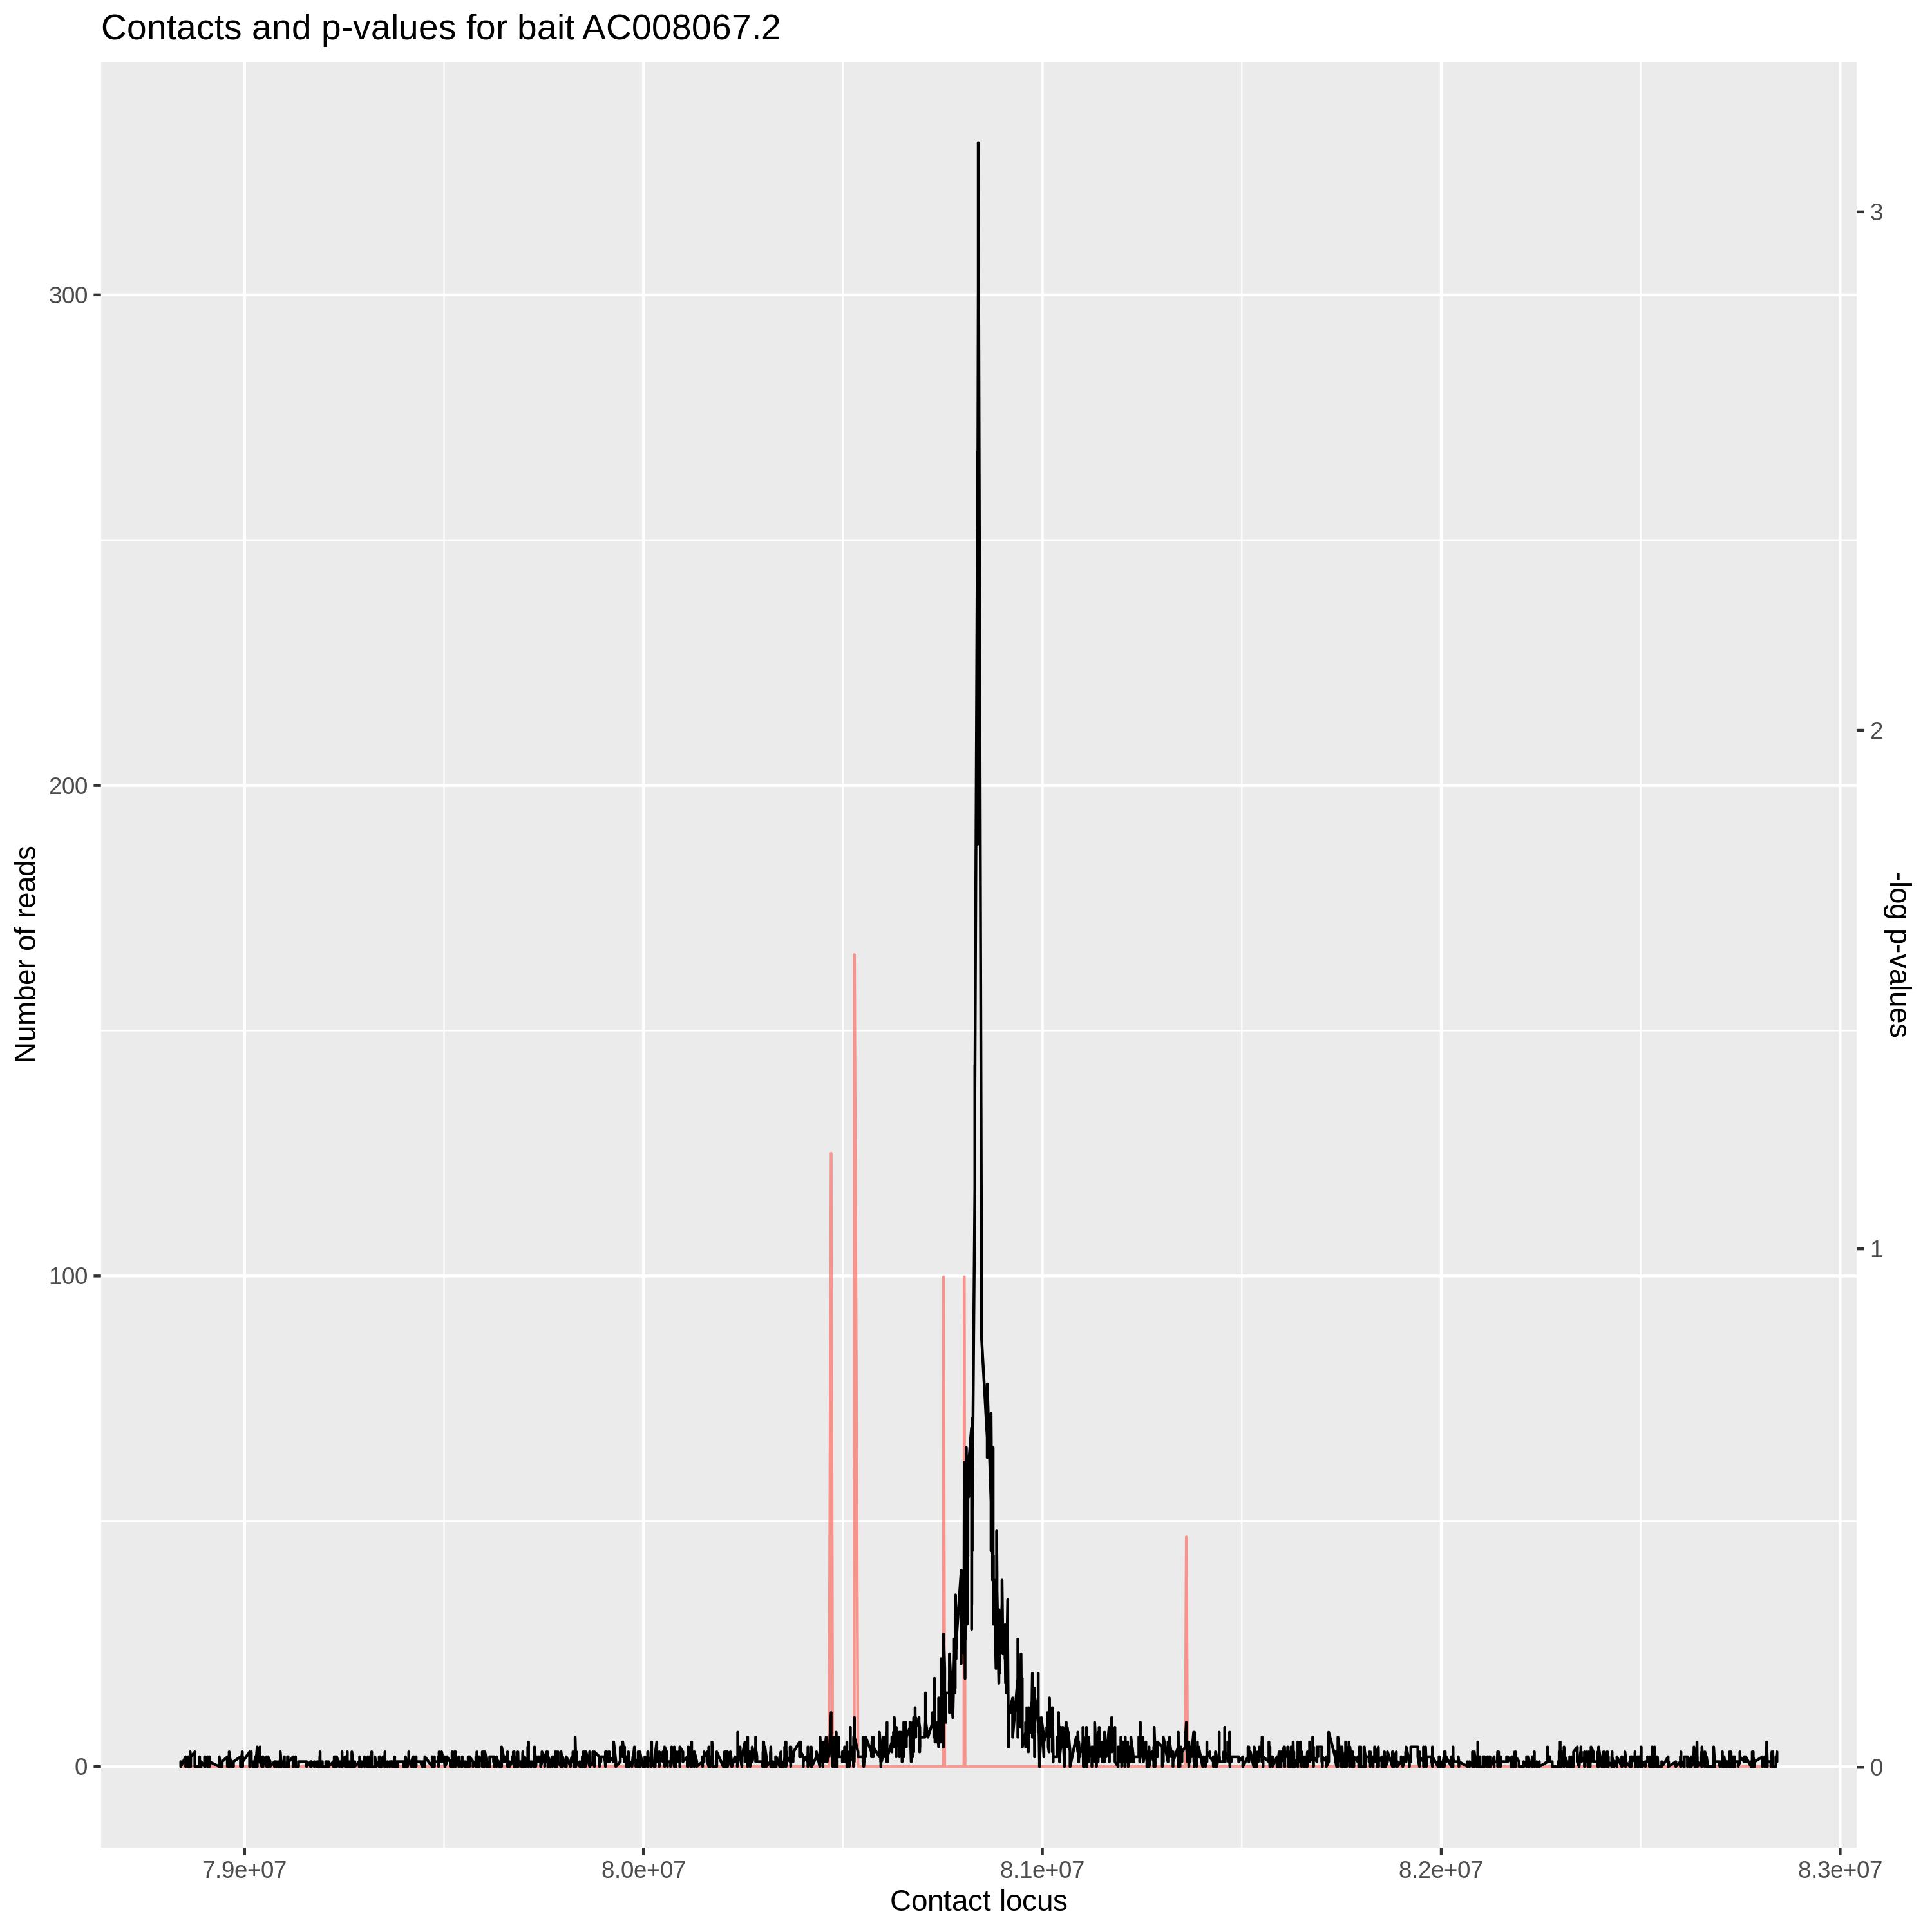 Contacts and p-values for bait AC008067.2
Number of reads
300
200
100
0
3
2
1
0
-log p-values
7.9e+07
8.0e+07
8.1e+07
8.2e+07
8.3e+07
Contact locus